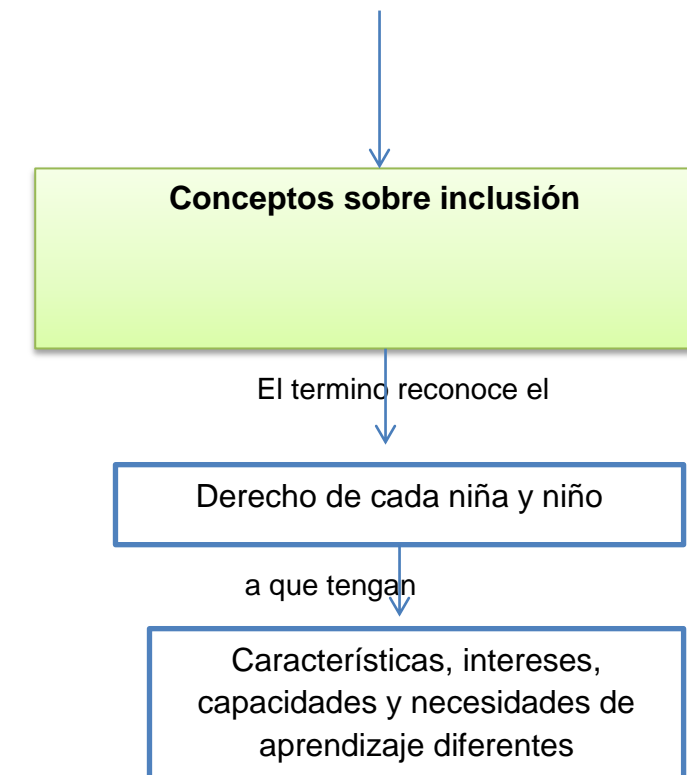 Conceptos sobre inclusión
El termino reconoce el
Derecho de cada niña y niño
a que tengan
Características, intereses,
capacidades y necesidades de
aprendizaje diferentes